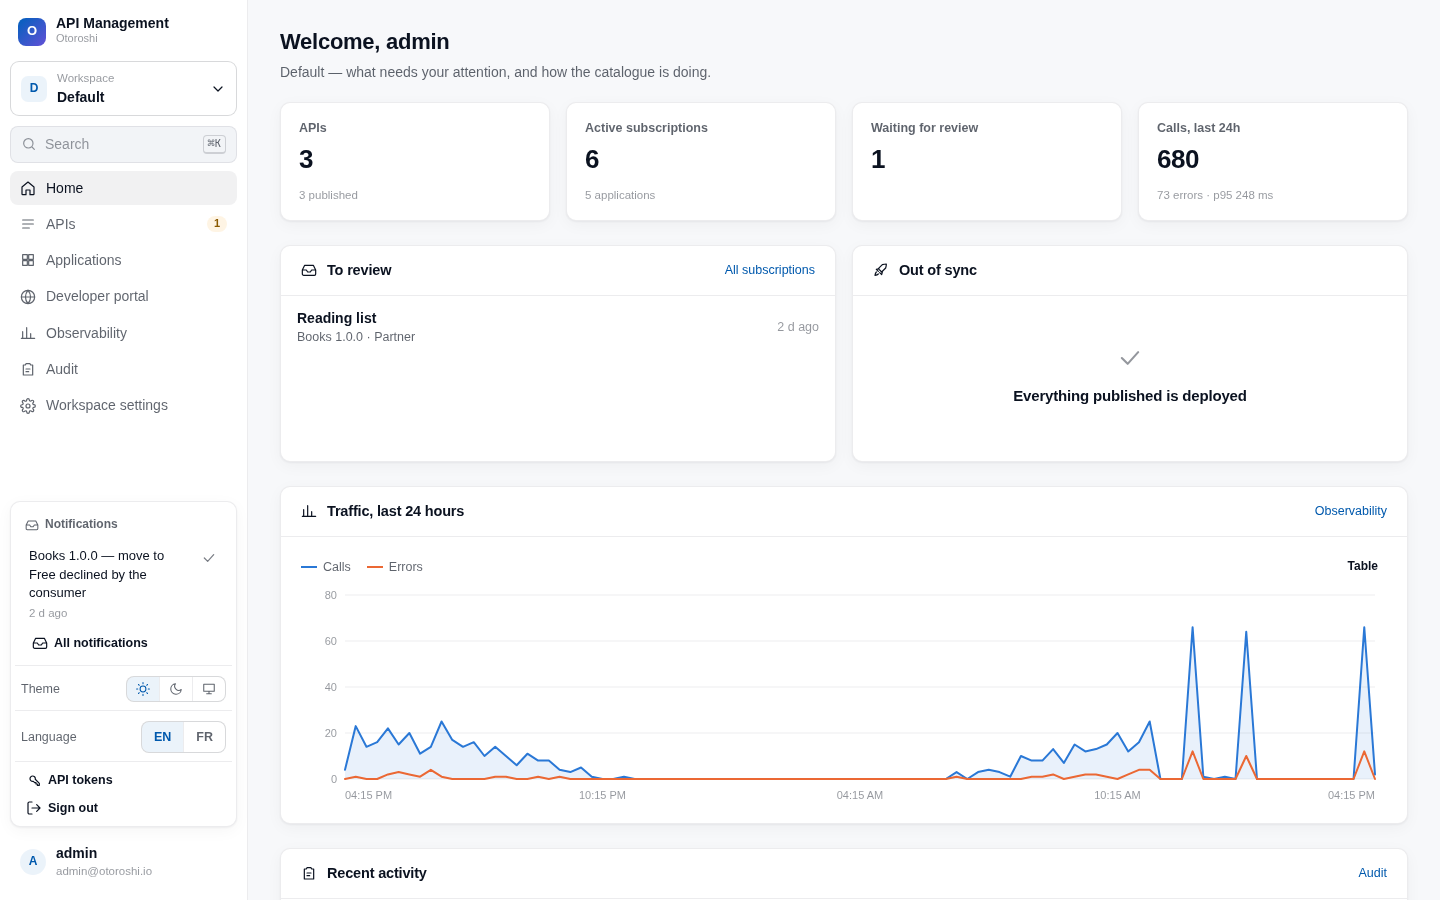 O
API Management
Otoroshi
D
Workspace
Default
Search
⌘K
Home
APIs
1
Applications
Developer portal
Observability
Audit
Workspace settings
Notifications
Books 1.0.0 — move to
Free declined by the
consumer
2 d ago
All notifications
Theme
Language
EN
FR
API tokens
Sign out
A
admin
admin@otoroshi.io
Welcome, admin
Default — what needs your attention, and how the catalogue is doing.
APIs
3
3 published
Active subscriptions
6
5 applications
Waiting for review
1
Calls, last 24h
680
73 errors · p95 248 ms
To review
All subscriptions
Reading list
Books 1.0.0 · Partner
2 d ago
Out of sync
Everything published is deployed
Traffic, last 24 hours
Observability
Calls
Errors
Table
80
60
40
20
0
04:15 PM
10:15 PM
04:15 AM
10:15 AM
04:15 PM
Recent activity
Audit